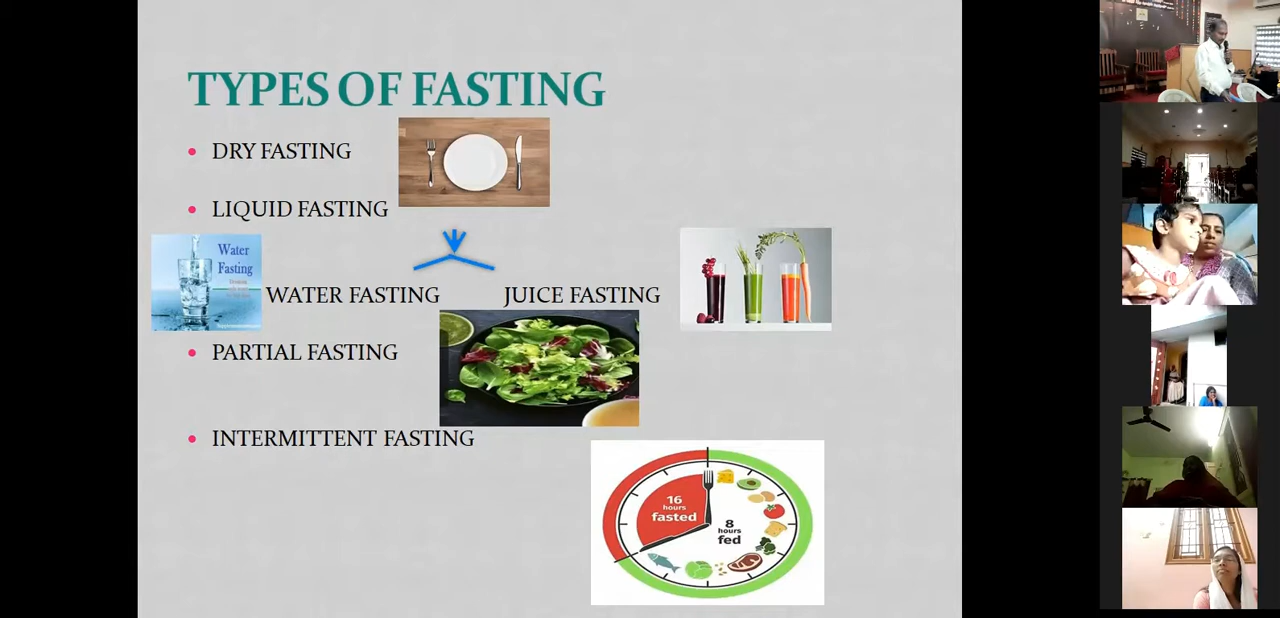 TYPES OF FASTING
DRY FASTING
LIQUID FASTING
Water
Fasting
WATER FASTING
JUICE FASTING
PARTIAL FASTING
INTERMITTENT FASTING
16
hours
fasted
8
hours
fed